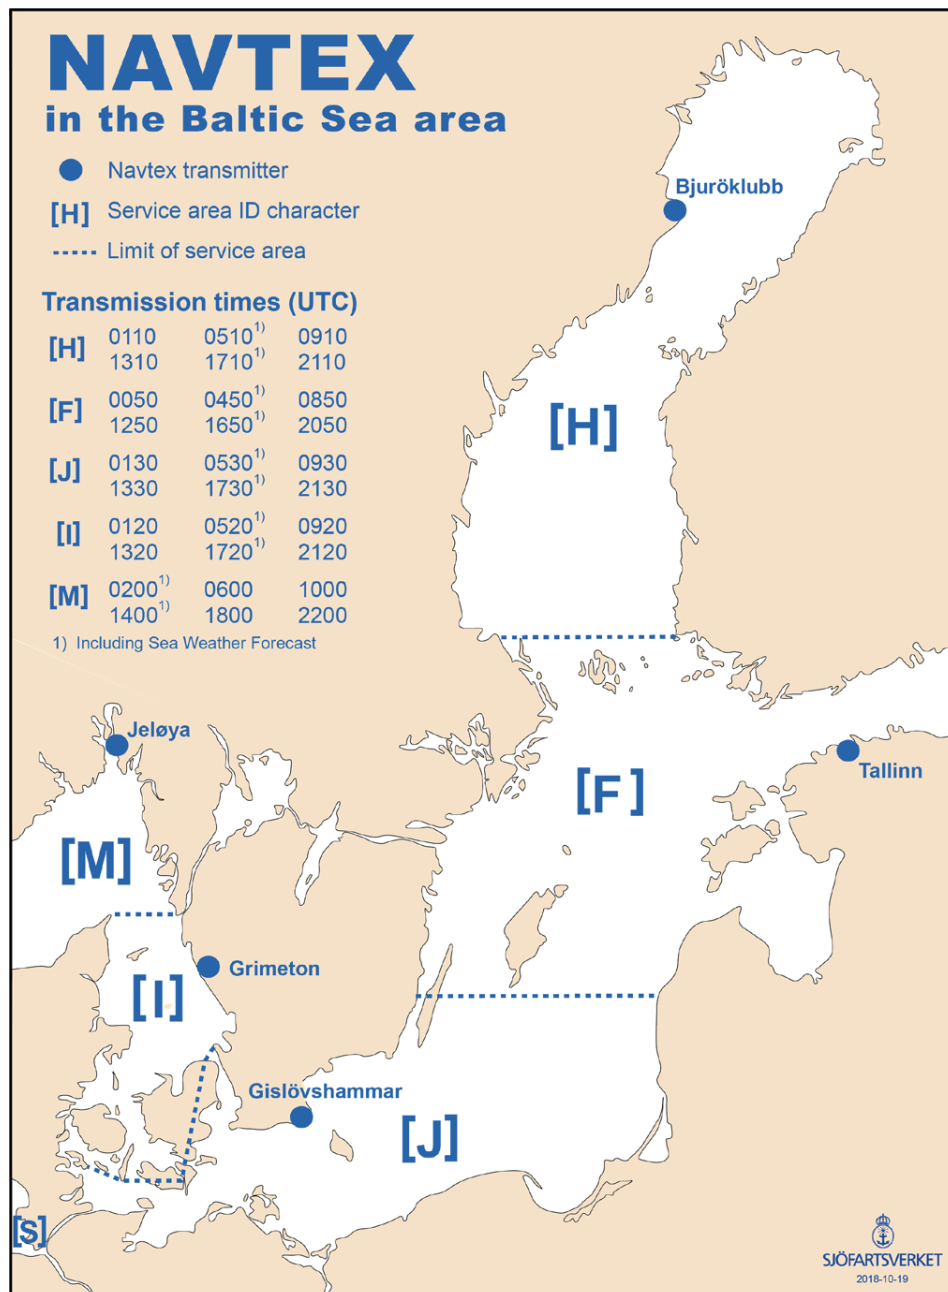 NAVTEX
in the Baltic Sea area
Navtex transmitter
[H] Service area ID character
Limit of service area
Transmission times (UTC)
[H] 0110 0510 1) 0910
1310 1710 1) 2110
[F] 0050 0450 1) 0850
1250 1650 1) 2050
[J] 0130 0530 1) 0930
1330 1730 1) 2130
[I] 0120 0520 1) 0920
1320 1720 1) 2120
[M] 0200 1) 0600 1000
1400 1) 1800 2200
1) Including Sea Weather Forecast
Bjuröklubb
[H]
Jeløya
Tallinn
[F]
[M]
Grimeton
[I]
Gislövshammar
[J]
[S]
SJÖFARTSVERKET
2018-10-19